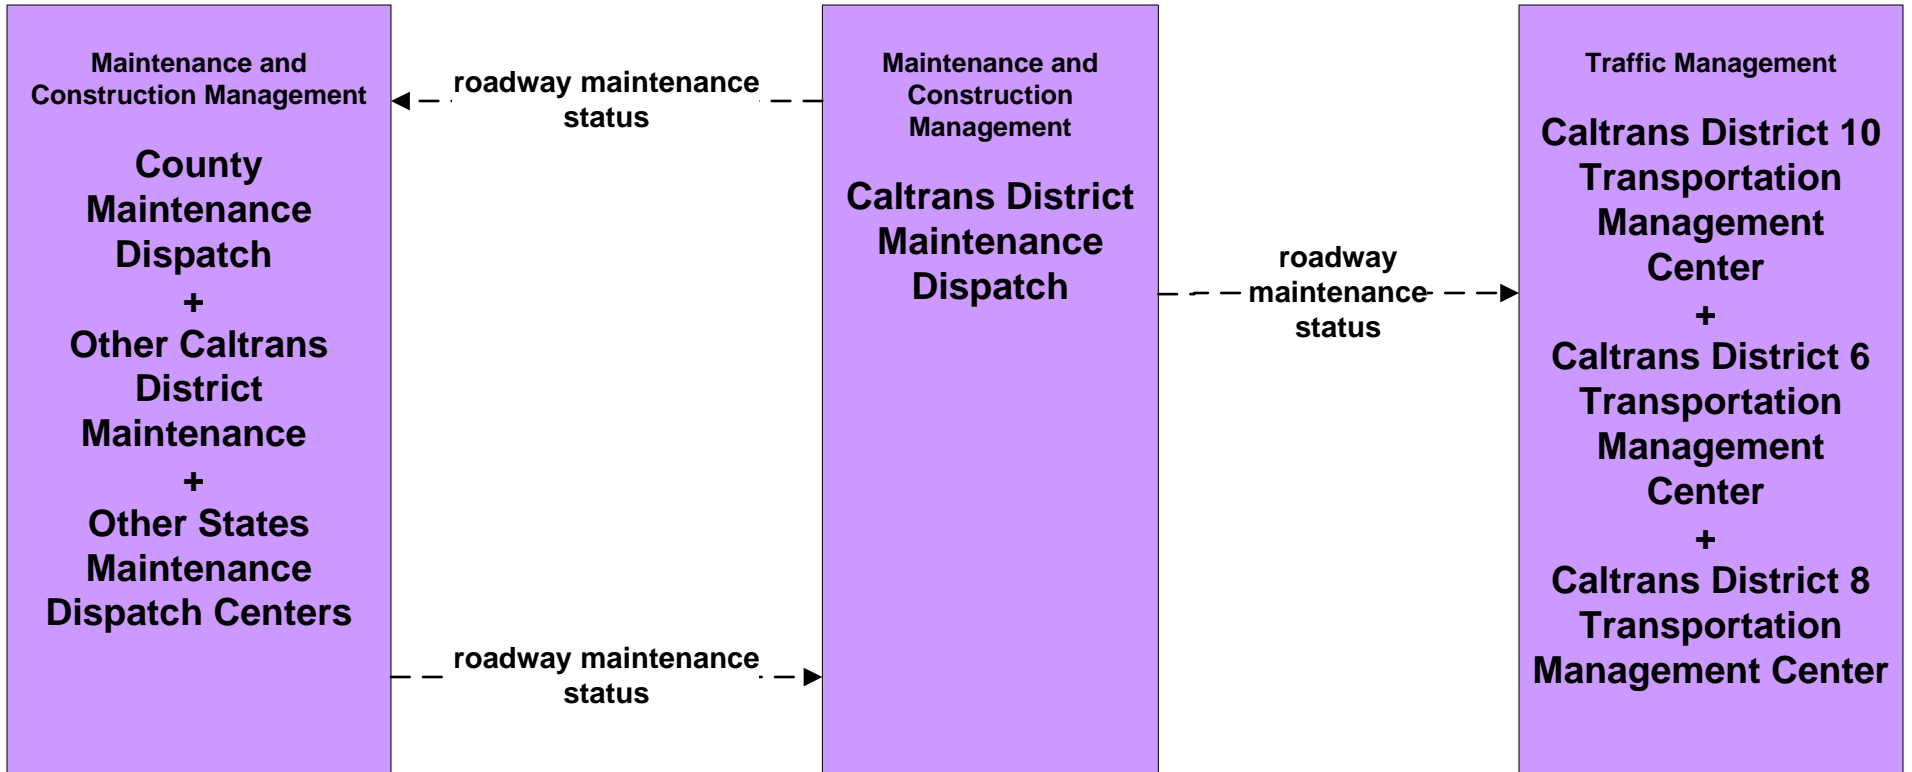 Maintenance and
Construction Management
County
Maintenance
Dispatch
+
Other Caltrans
District
Maintenance
+
Other States
Maintenance
Dispatch Centers
roadway maintenance
status
roadway maintenance
status
Maintenance and
Construction
Management
Caltrans District
Maintenance
Dispatch
roadway
maintenance
status
Traffic Management
Caltrans District 10
Transportation
Management
Center
+
Caltrans District 6
Transportation
Management
Center
+
Caltrans District 8
Transportation
Management Center